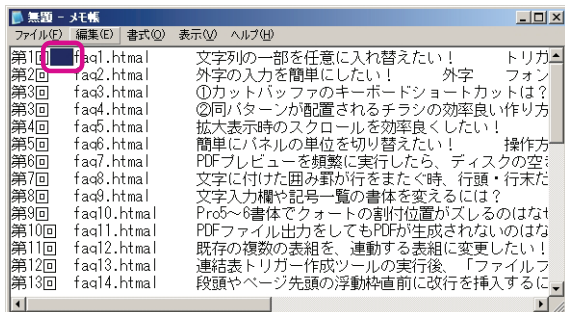 無題 - メモ帳
ファイル(F) 編集(E) 書式(O) 表示(V) ヘルプ(H)
第1回 faq1.htmal 文字列の一部を任意に入れ替えたい! トリガ
第2回 faq2.htmal 外字の入力を簡単にしたい! 外字 フォン
第3回 faq3.htmal ①カットバッファのキーボードショートカットは?
第3回 faq4.htmal ②同パターンが配置されるチラシの効率良い作り方
第4回 faq5.htmal 拡大表示時のスクロールを効率良くしたい!
第5回 faq6.htmal 簡単にパネルの単位を切り替えたい! 操作方
第6回 faq7.htmal PDFプレビューを頻繁に実行したら、ディスクの空き
第7回 faq8.htmal 文字に付けた囲み罫が行をまたぐ時、行頭・行末だ
第8回 faq9.htmal 文字入力欄や記号一覧の書体を変えるには?
第9回 faq10.htmal Pro5~6書体でクォートの割付位置がズレるのはなぜ
第10回 faq11.htmal PDFファイル出力をしてもPDFが生成されないのはな
第11回 faq12.htmal 既存の複数の表組を、連動する表組に変更したい!
第12回 faq13.htmal 連結表トリガー作成ツールの実行後、「ファイルフ
第13回 faq14.htmal 段頭やページ先頭の浮動枠直前に改行を挿入するに